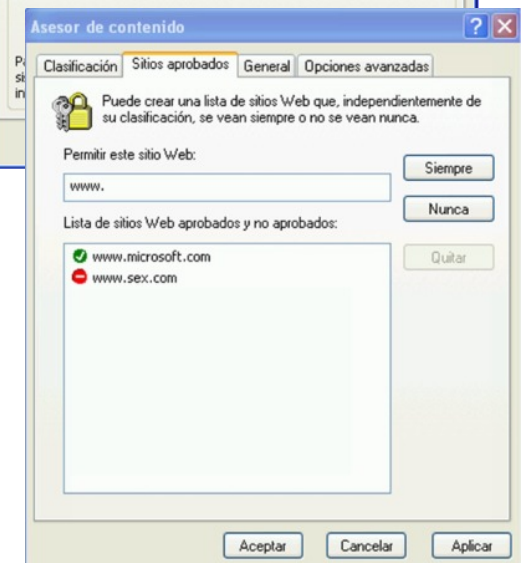 Asesor de contenido
Clasificación Sitios aprobados General Opciones avanzadas
Puede crear una lista de sitios Web que, independientemente de
su clasificación, se vean siempre o no se vean nunca.
Permitir este sitio Web:
Siempre
www.
Nunca
Lista de sitios Web aprobados y no aprobados:
Quitar
www.microsoft.com
www.sex.com
Aceptar Cancelar Aplicar